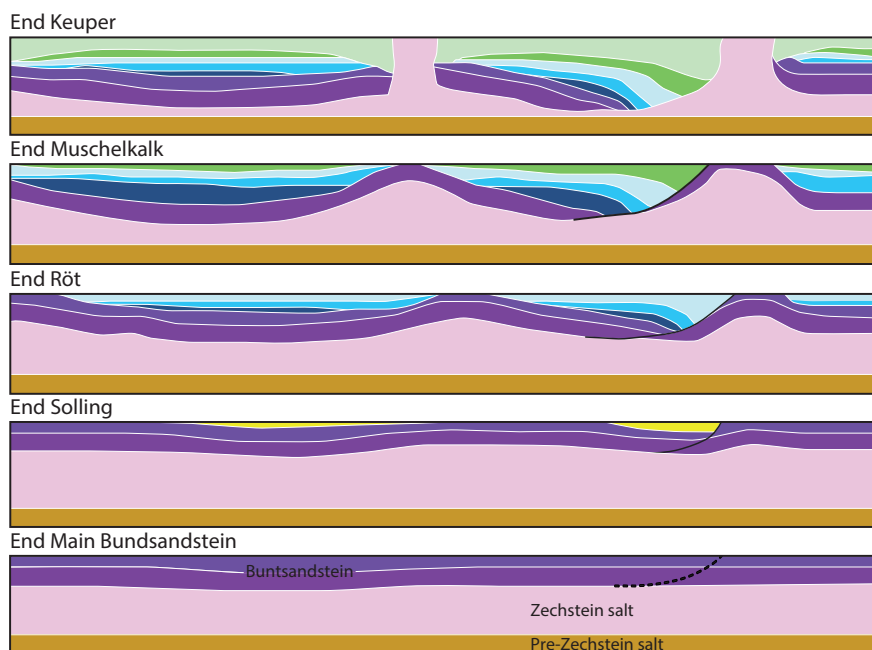 End Keuper
End Muschelkalk
End Röt
End Solling
End Main Bundsandstein
Buntsandstein
Zechstein salt
Pre-Zechstein salt